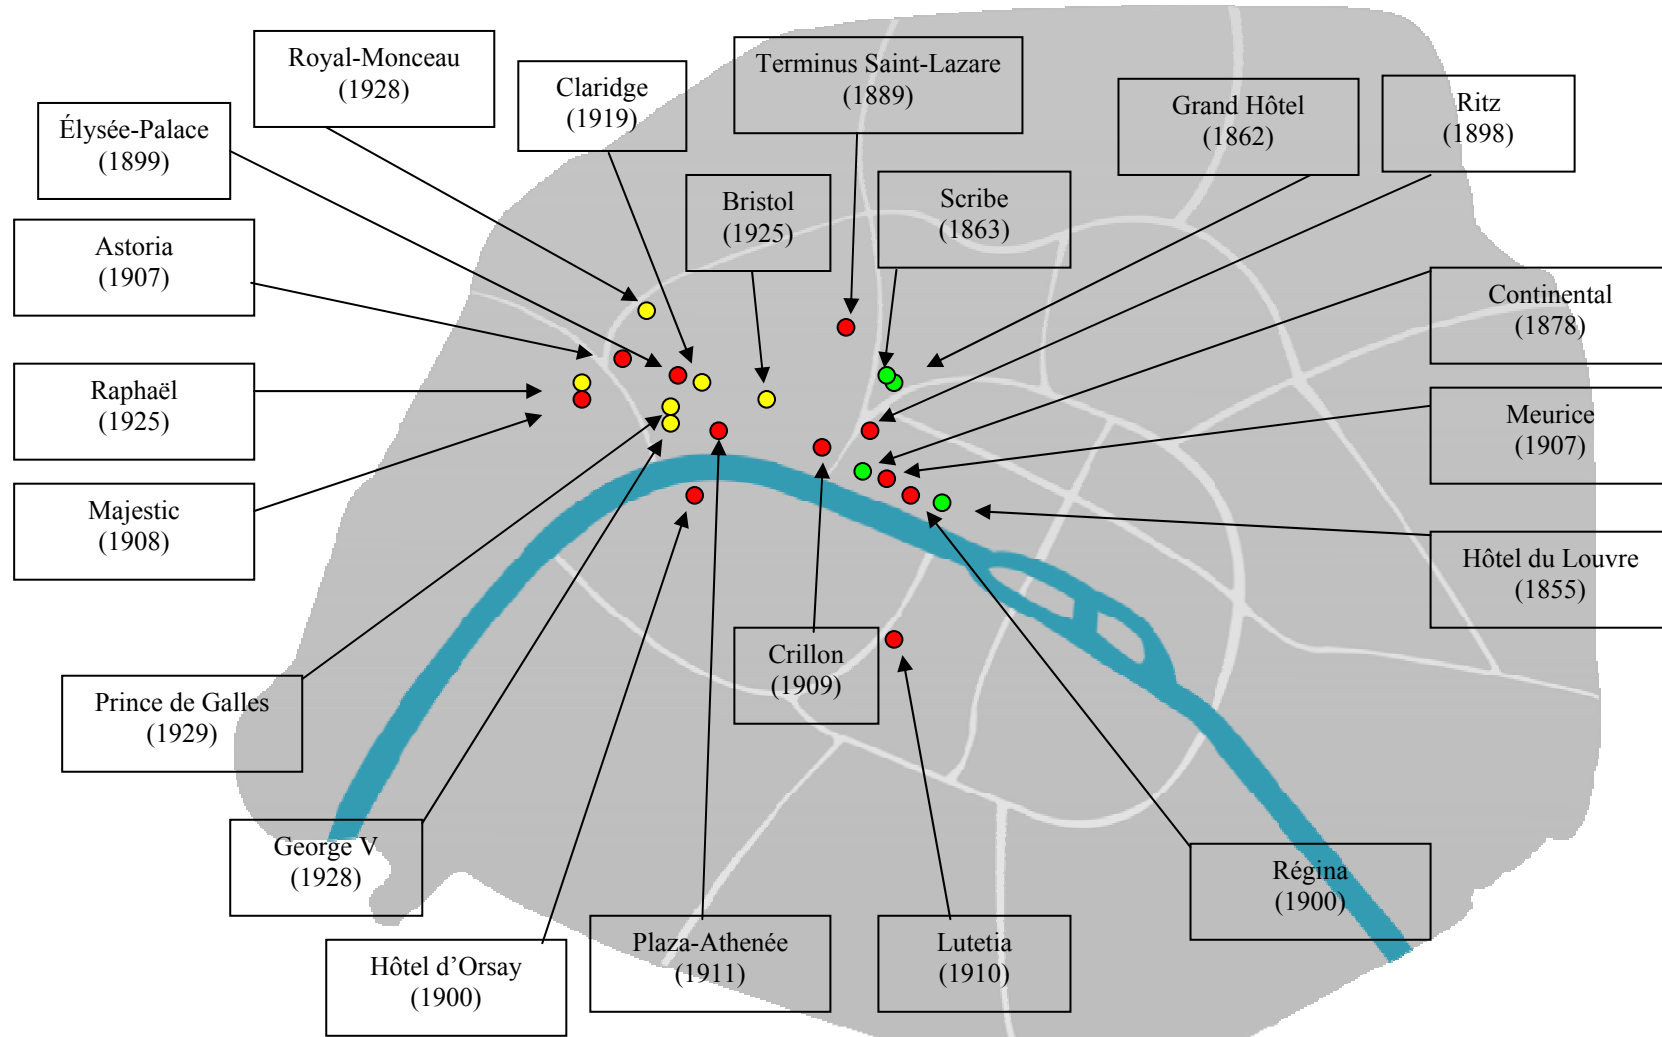 Royal-Monceau
(1928)
Claridge
(1919)
Terminus Saint-Lazare
(1889)
Grand Hôtel
(1862)
Ritz
(1898)
Élysée-Palace
(1899)
Bristol
(1925)
Scribe
(1863)
Astoria
(1907)
Continental
(1878)
Raphaël
(1925)
Meurice
(1907)
Majestic
(1908)
Hôtel du Louvre
(1855)
Crillon
(1909)
Prince de Galles
(1929)
George V
(1928)
Régina
(1900)
Hôtel d’Orsay
(1900)
Plaza-Athenée
(1911)
Lutetia
(1910)